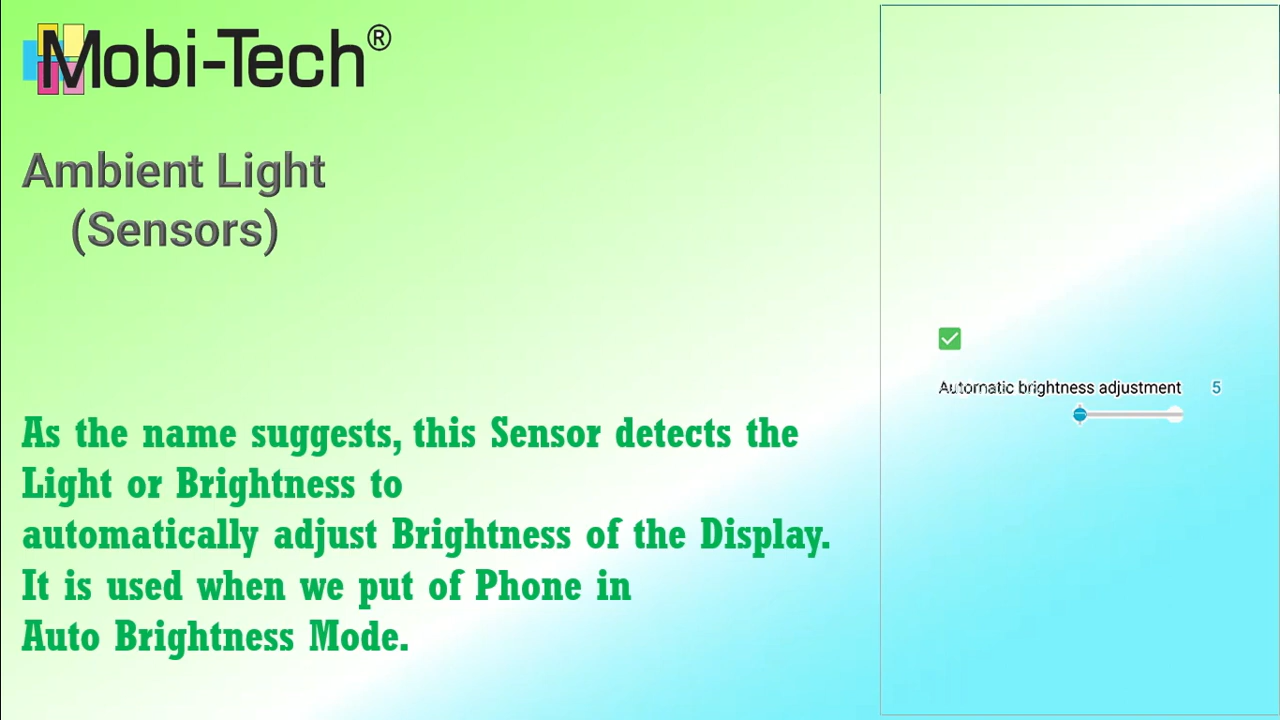 Mobi-Tech®
Ambient Light
(Sensors)
As the name suggests, this Sensor detects the
Light or Brightness to
automatically adjust Brightness of the Display.
It is used when we put of Phone in
Auto Brightness Mode.
Automatic brightness adjustment 5